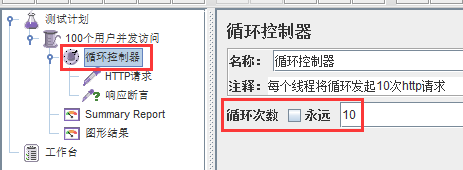 测试计划
100个用户并发访问
循环控制器
HTTP请求
响应断言
Summary Report
图形结果
工作台
循环控制器
名称： 循环控制器
注释： 每个线程将循环发起10次http请求
循环次数 永远 10